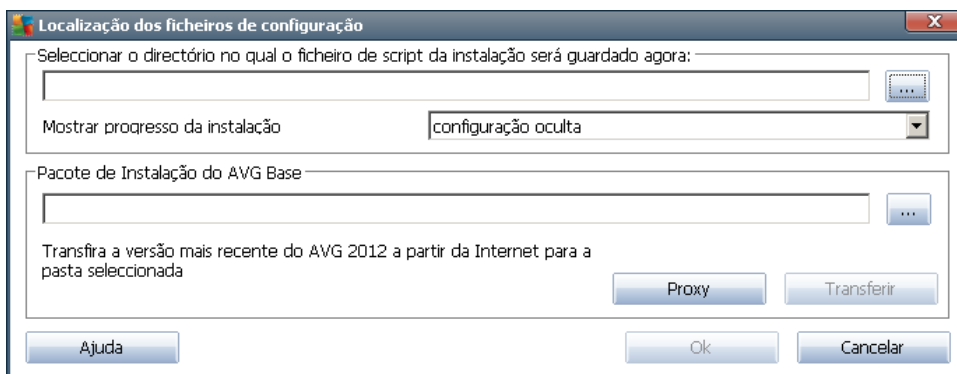 Localização dos ficheiros de configuração
Seleccionar o directório no qual o ficheiro de script da instalação será guardado agora:
...
Mostrar progresso da instalação
configuração oculta
Pacote de Instalação do AVG Base
...
Transfira a versão mais recente do AVG 2012 a partir da Internet para a
pasta seleccionada
Proxy
Transferir
Ajuda
Ok
Cancelar